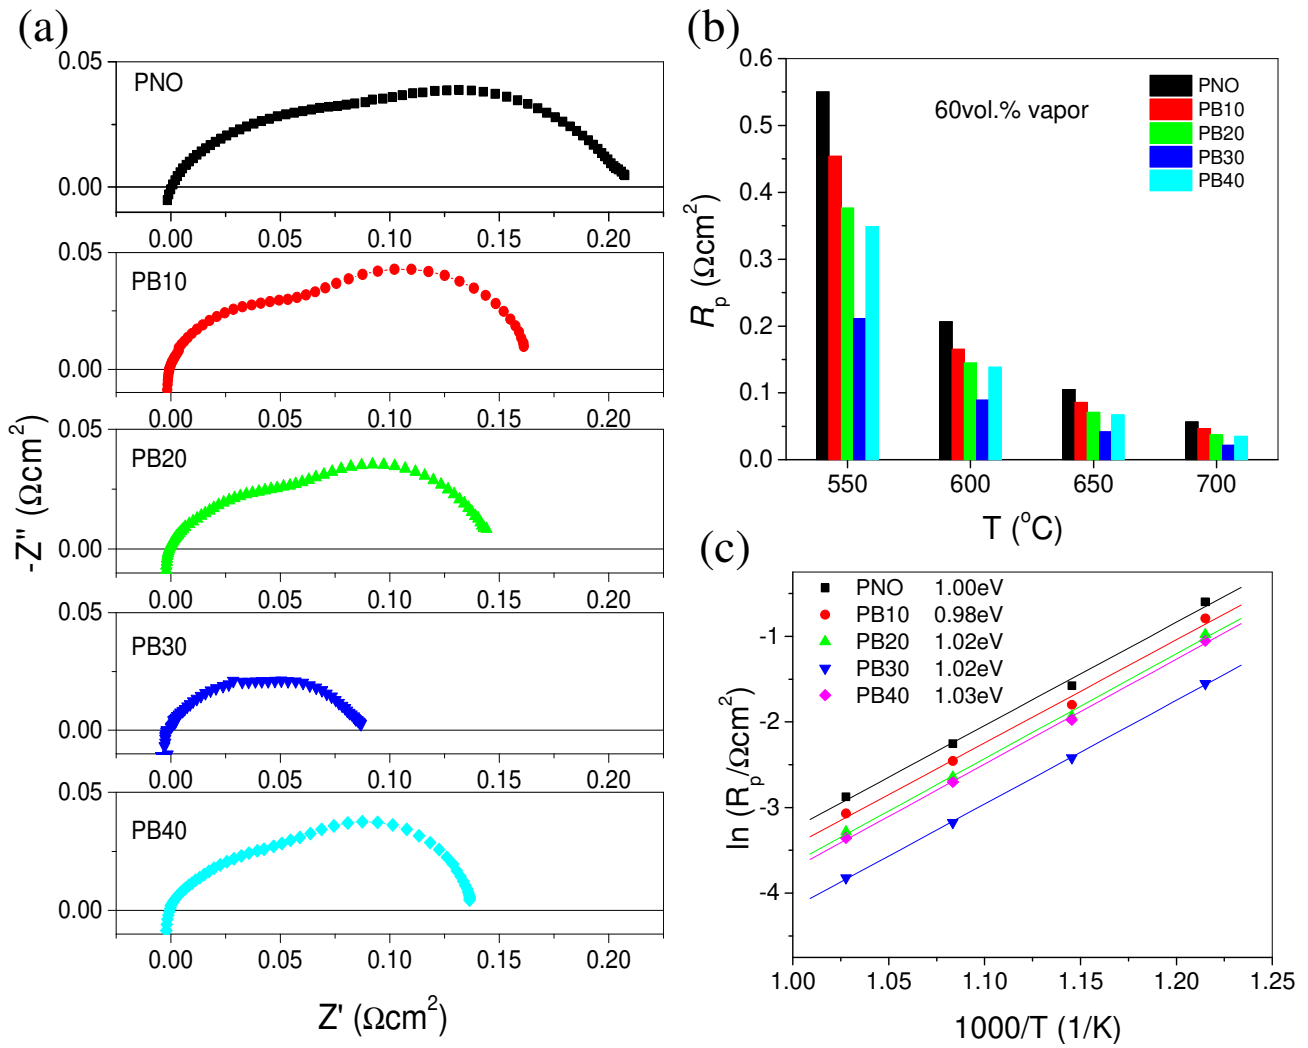 (a)
-Z" (Ωcm²)
0.05
PNO
0.00
0.00 0.05 0.10 0.15 0.20
0.05
PB10
0.00
0.00 0.05 0.10 0.15 0.20
0.05
PB20
0.00
0.00 0.05 0.10 0.15 0.20
0.05
PB30
0.00
0.00 0.05 0.10 0.15 0.20
0.05
PB40
0.00
0.00 0.05 0.10 0.15 0.20
Z' (Ωcm²)
(b)
Rₚ (Ωcm²)
0.6
0.5
0.4
0.3
0.2
0.1
0.0
60vol.% vapor
PNO
PB10
PB20
PB30
PB40
550 600 650 700
T (°C)
(c)
ln (Rₚ/Ωcm²)
-1
-2
-3
-4
PNO 1.00eV
PB10 0.98eV
PB20 1.02eV
PB30 1.02eV
PB40 1.03eV
1.00 1.05 1.10 1.15 1.20 1.25
1000/T (1/K)